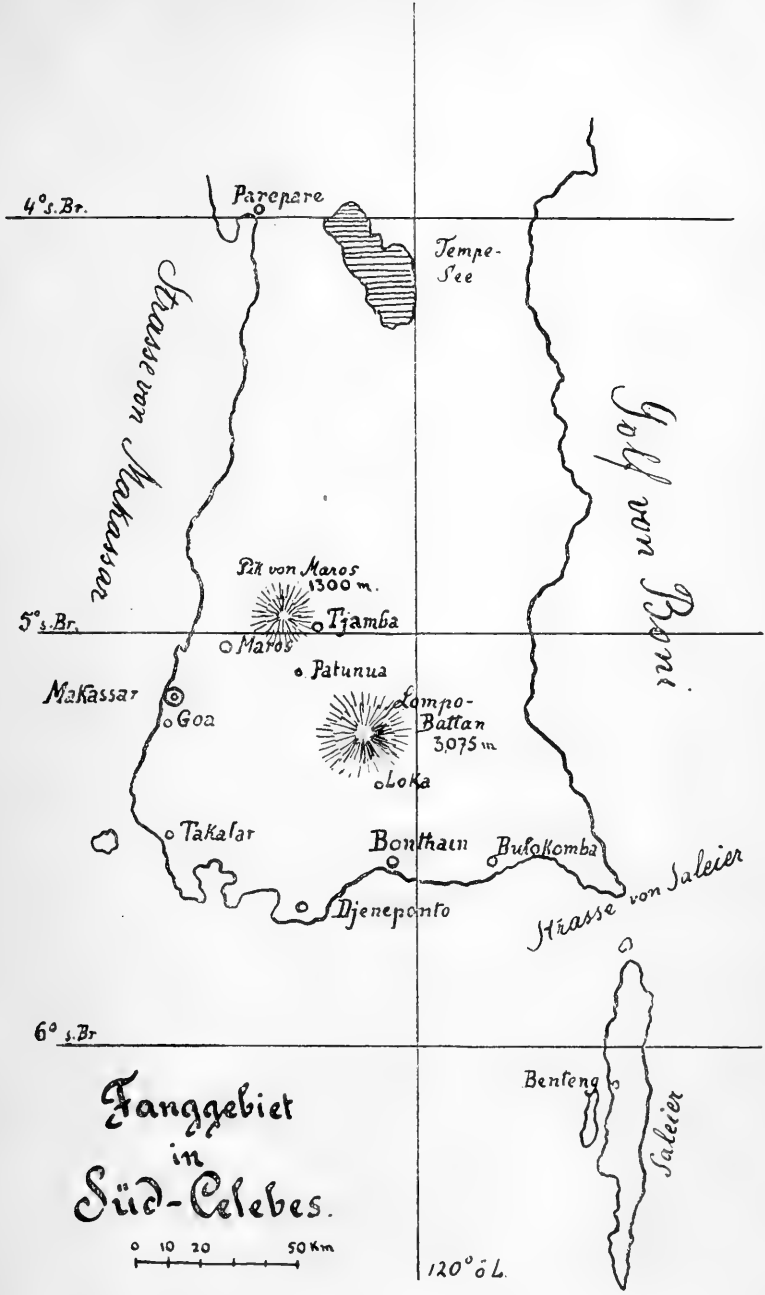 4° s. Br.
Parepare
Tempe-
See
Strasse von Makassar
Golf von Boni
Pik von Maros
1300 m.
5° s. Br.
Tjamba
Maros
Patunua
Makassar
Goa
Lompo-
Battan
3,075 m
Loka
Takalar
Bonthain
Bulokomba
Djeneponto
Strasse von Saleier
6° s. Br
Benteng
Saleier
Fanggebiet
in
Süd-Celebes.
0 10 20 50 Km
120° ö L.